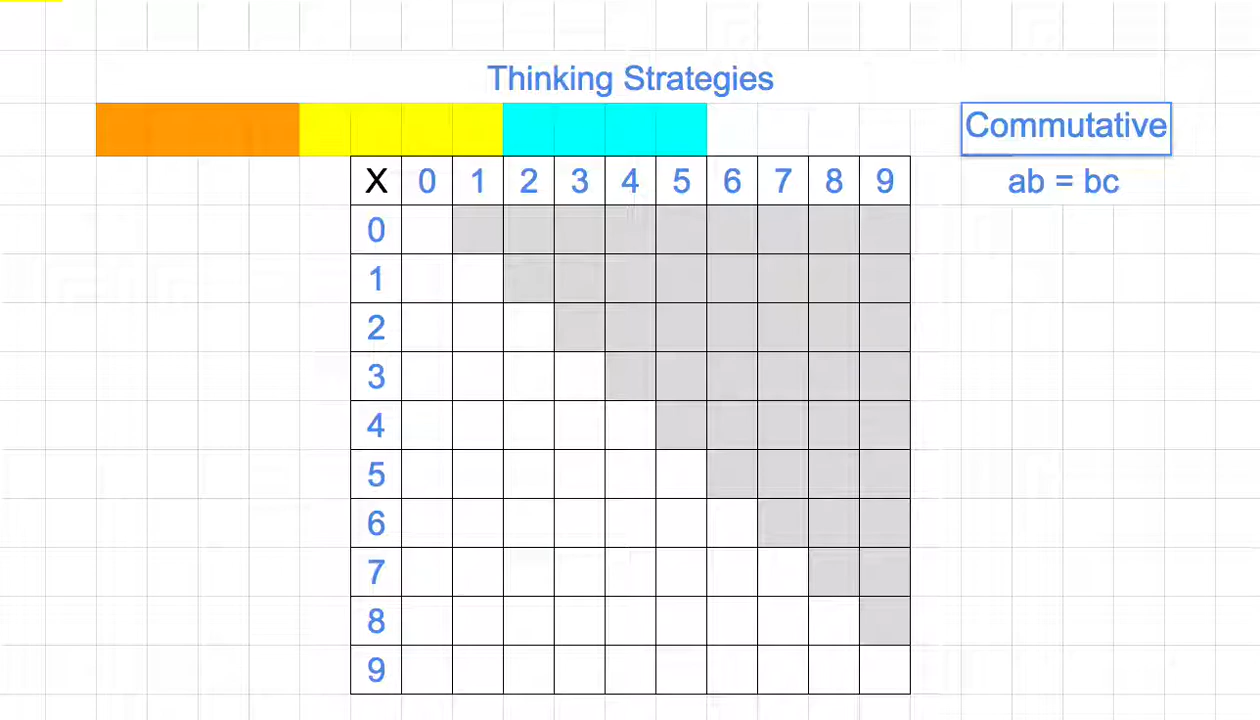 Thinking Strategies
Commutative
X 0 1 2 3 4 5 6 7 8 9
ab = bc
0
1
2
3
4
5
6
7
8
9